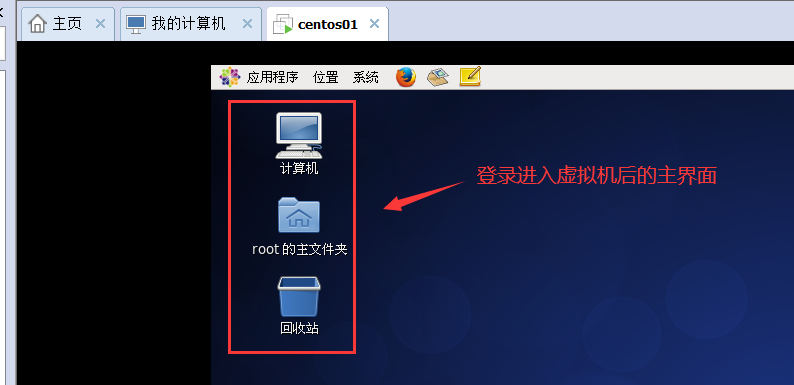 主页
我的计算机
centos01
应用程序 位置 系统
计算机
登录进入虚拟机后的主界面
root 的主文件夹
回收站